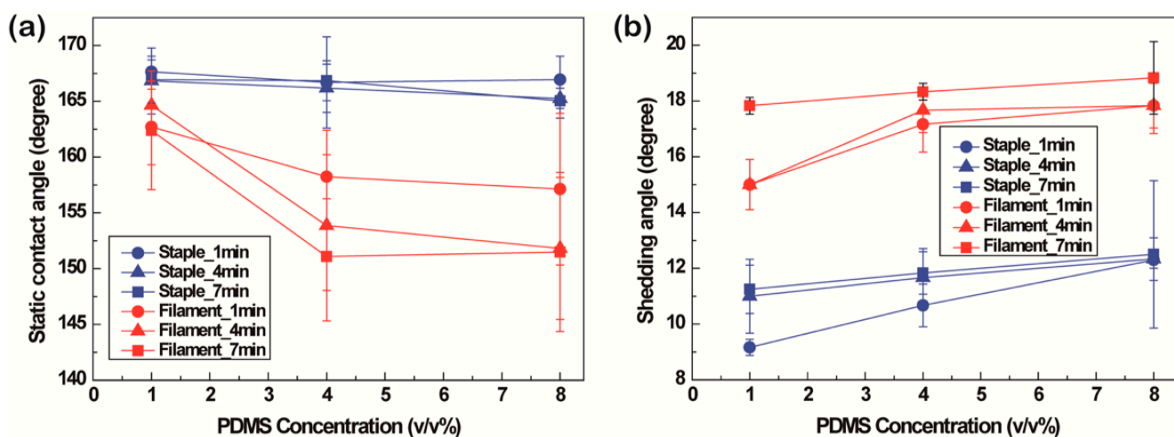 (a)
170
165
160
155
150
145
140
Static contact angle (degree)
Staple_1min
Staple_4min
Staple_7min
Filament_1min
Filament_4min
Filament_7min
0 1 2 3 4 5 6 7 8
PDMS Concentration (v/v%)
(b)
20
18
16
14
12
10
8
Shedding angle (degree)
Staple_1min
Staple_4min
Staple_7min
Filament_1min
Filament_4min
Filament_7min
0 1 2 3 4 5 6 7 8
PDMS Concentration (v/v%)